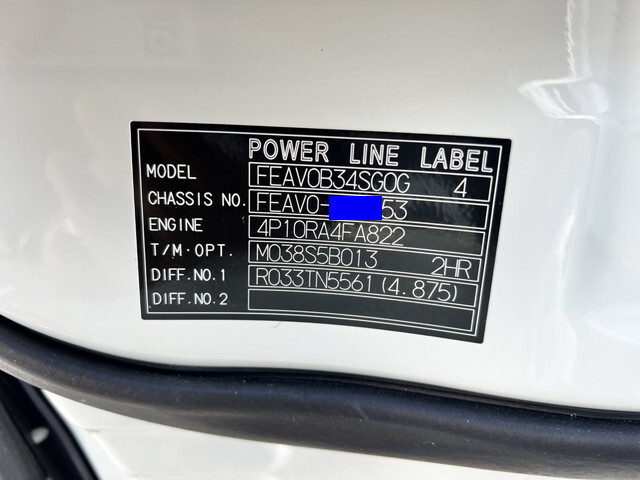 POWER LINE LABEL
MODEL FEAV0B34SG0G 4
CHASSIS NO. FEAV0- 53
ENGINE 4P10RA4FA822
T/M·OPT. M038S5B013 2HR
DIFF.NO.1 R033TN5561(4.875)
DIFF.NO.2